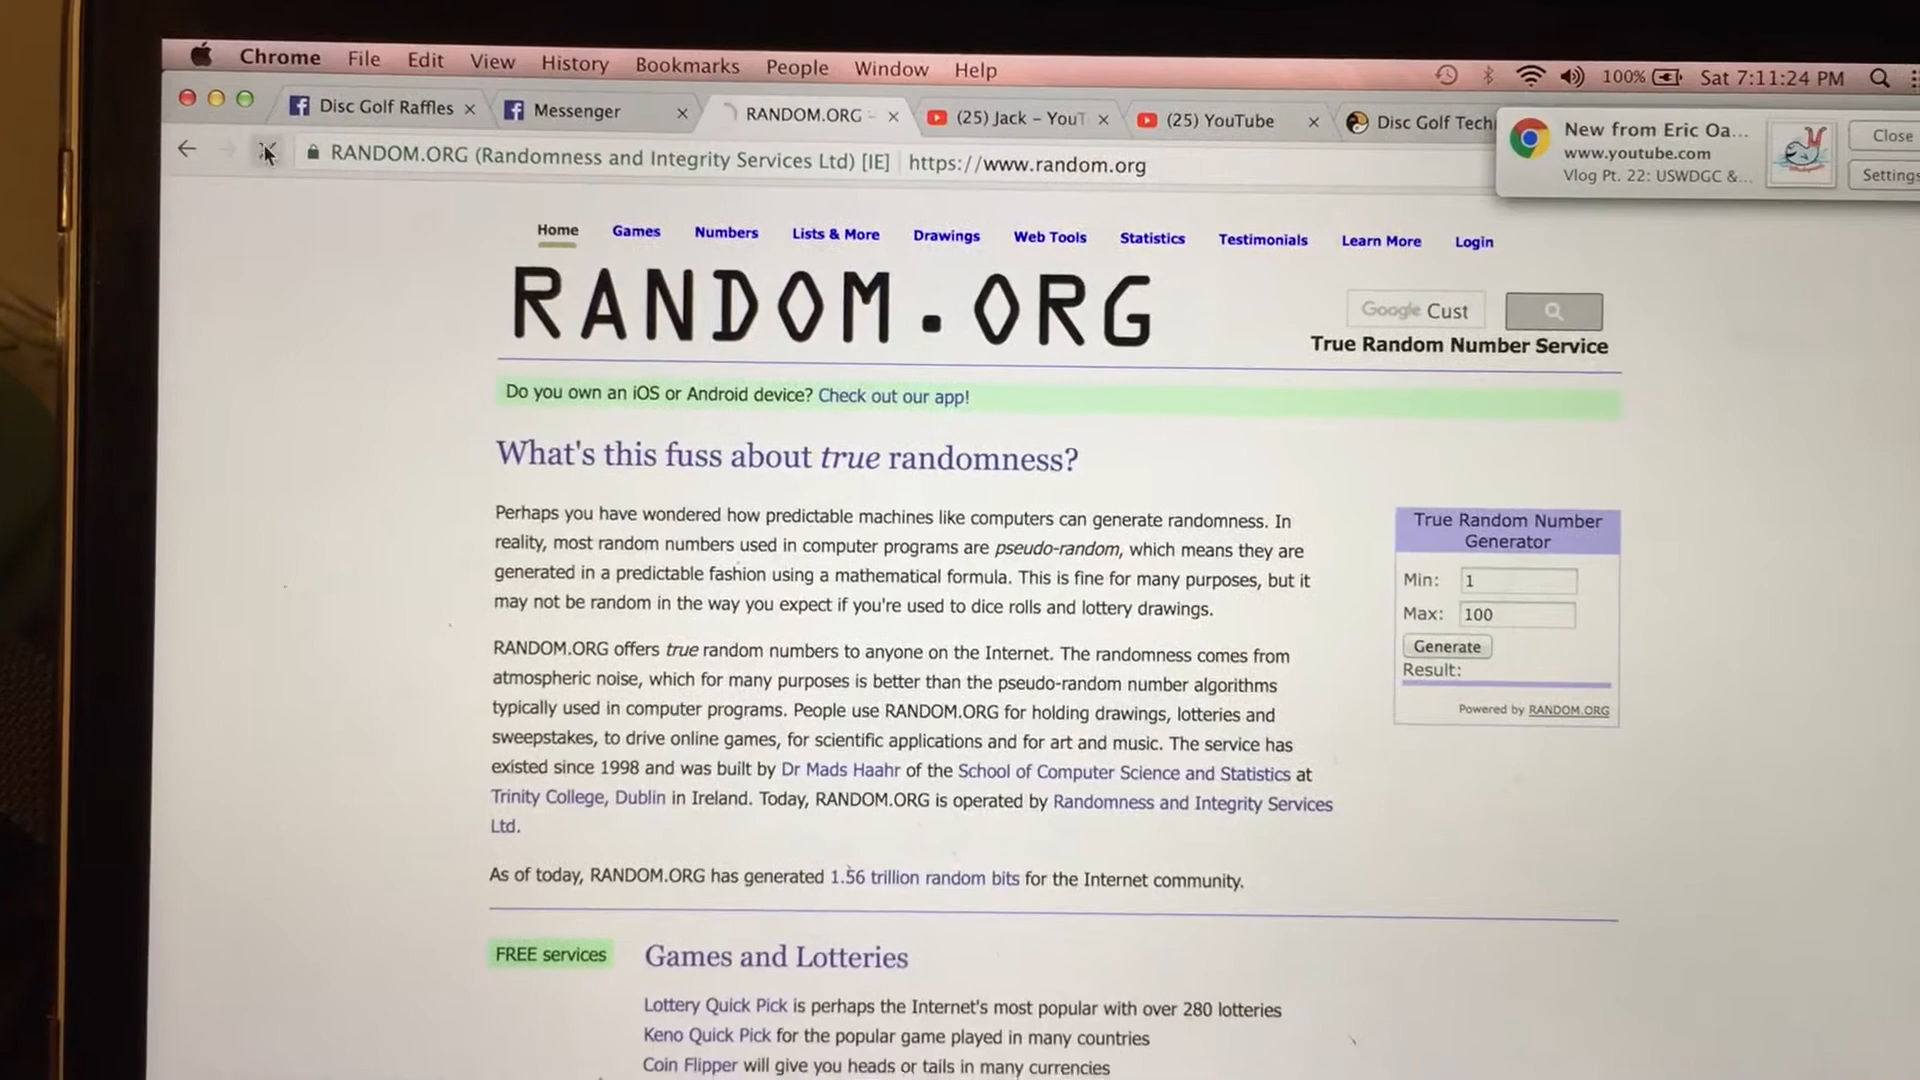 Chrome File Edit View History Bookmarks People Window Help 100% Sat 7:11:24 PM
Disc Golf Raffles Messenger RANDOM.ORG - (25) Jack – YouT (25) YouTube Disc Golf Tech
RANDOM.ORG (Randomness and Integrity Services Ltd) [IE] https://www.random.org
New from Eric Oa...
www.youtube.com
Vlog Pt. 22: USWDGC &...
Close
Settings
Home Games Numbers Lists & More Drawings Web Tools Statistics Testimonials Learn More Login
RANDOM.ORG
Google Cust
True Random Number Service
Do you own an iOS or Android device? Check out our app!
What's this fuss about true randomness?
Perhaps you have wondered how predictable machines like computers can generate randomness. In
reality, most random numbers used in computer programs are pseudo-random, which means they are
generated in a predictable fashion using a mathematical formula. This is fine for many purposes, but it
may not be random in the way you expect if you're used to dice rolls and lottery drawings.
RANDOM.ORG offers true random numbers to anyone on the Internet. The randomness comes from
atmospheric noise, which for many purposes is better than the pseudo-random number algorithms
typically used in computer programs. People use RANDOM.ORG for holding drawings, lotteries and
sweepstakes, to drive online games, for scientific applications and for art and music. The service has
existed since 1998 and was built by Dr Mads Haahr of the School of Computer Science and Statistics at
Trinity College, Dublin in Ireland. Today, RANDOM.ORG is operated by Randomness and Integrity Services
Ltd.
As of today, RANDOM.ORG has generated 1.56 trillion random bits for the Internet community.
True Random Number
Generator
Min: 1
Max: 100
Generate
Result:
Powered by RANDOM.ORG
FREE services
Games and Lotteries
Lottery Quick Pick is perhaps the Internet's most popular with over 280 lotteries
Keno Quick Pick for the popular game played in many countries
Coin Flipper will give you heads or tails in many currencies